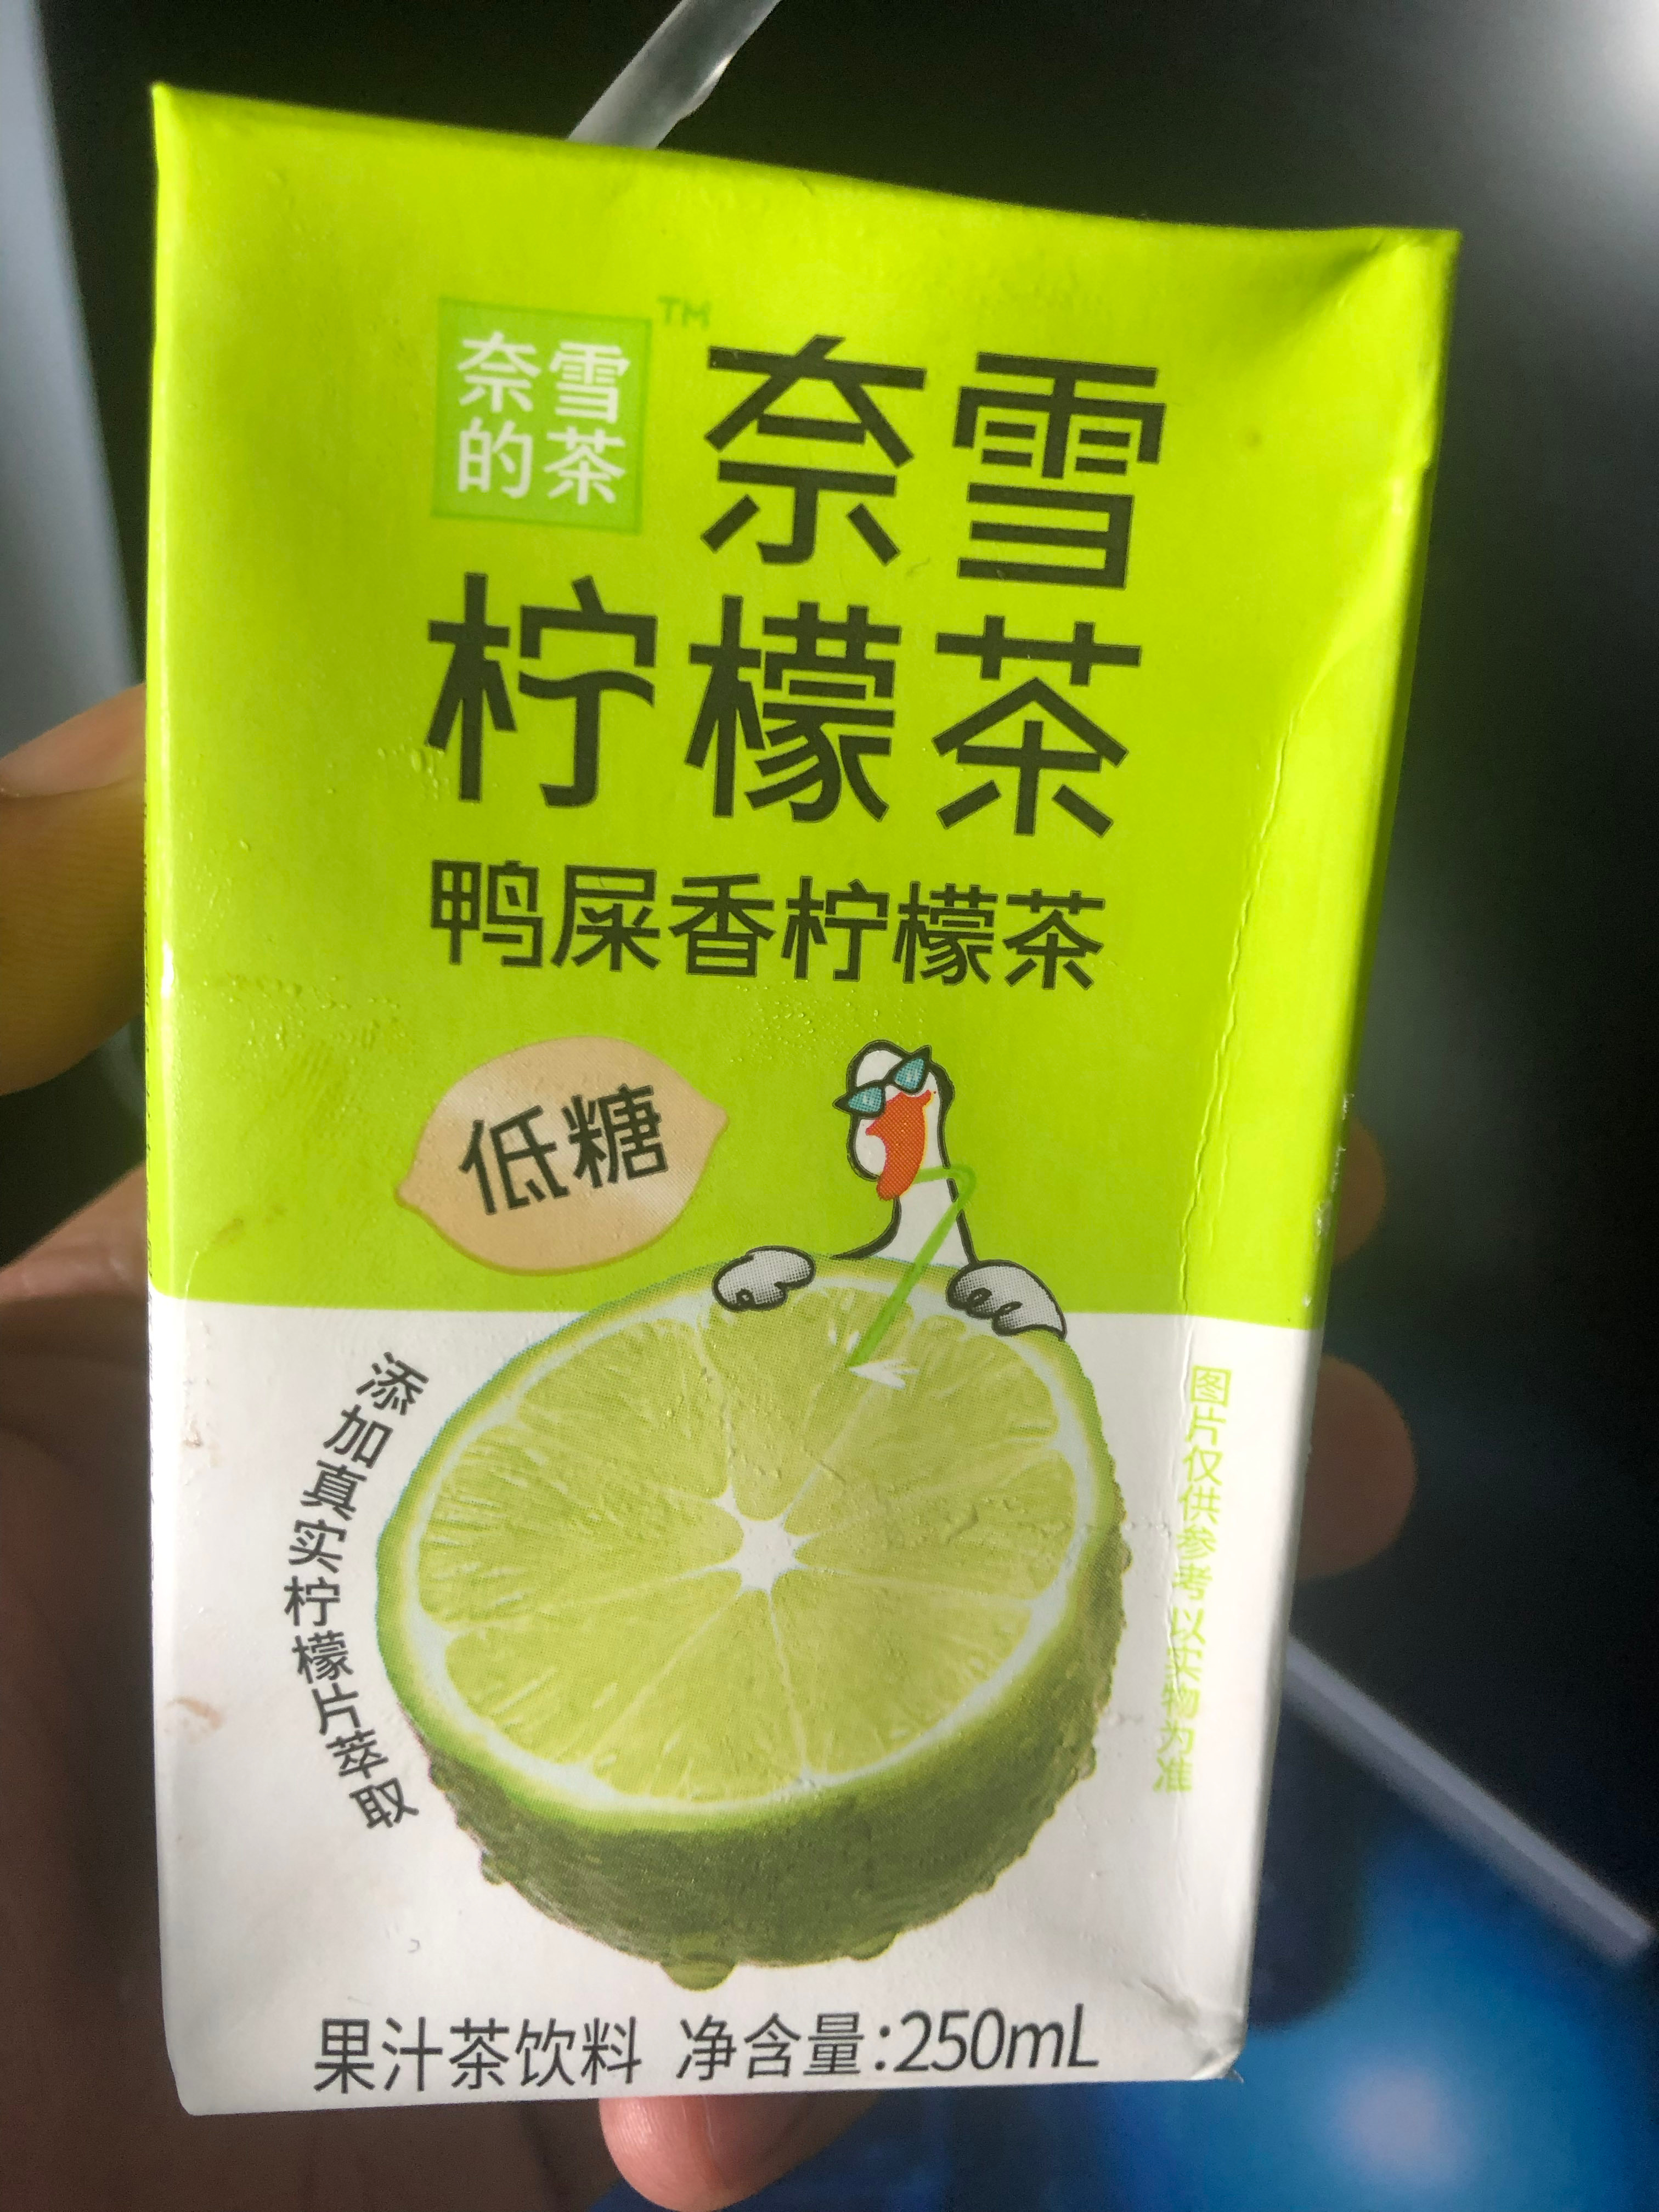 奈雪
的茶
TM
奈雪
柠檬茶
鸭屎香柠檬茶
低糖
添加真实柠檬片萃取
图片仅供参考以实物为准
果汁茶饮料 净含量:250mL